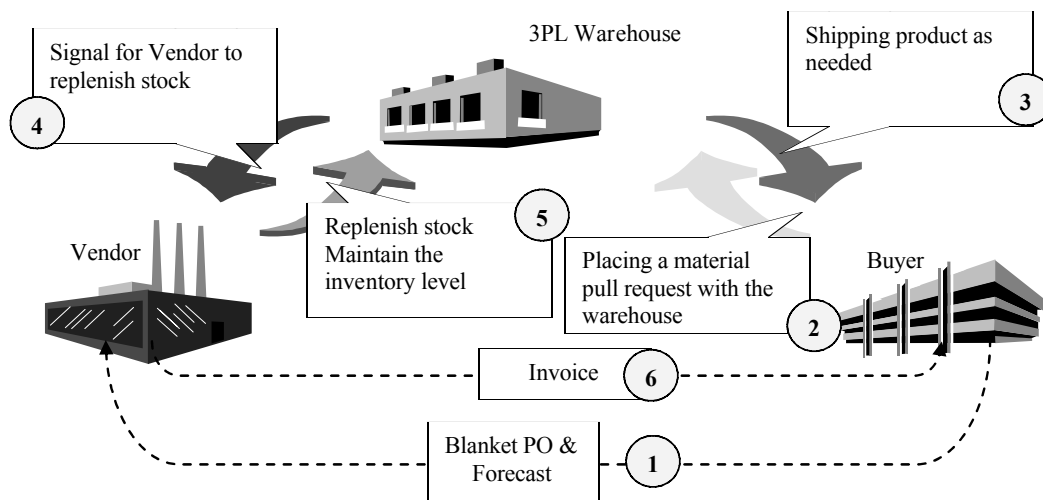 Signal for Vendor to
replenish stock
4
3PL Warehouse
Shipping product as
needed
3
Replenish stock
Maintain the
inventory level
5
Placing a material
pull request with the
warehouse
2
Vendor
Buyer
Invoice
6
Blanket PO &
Forecast
1